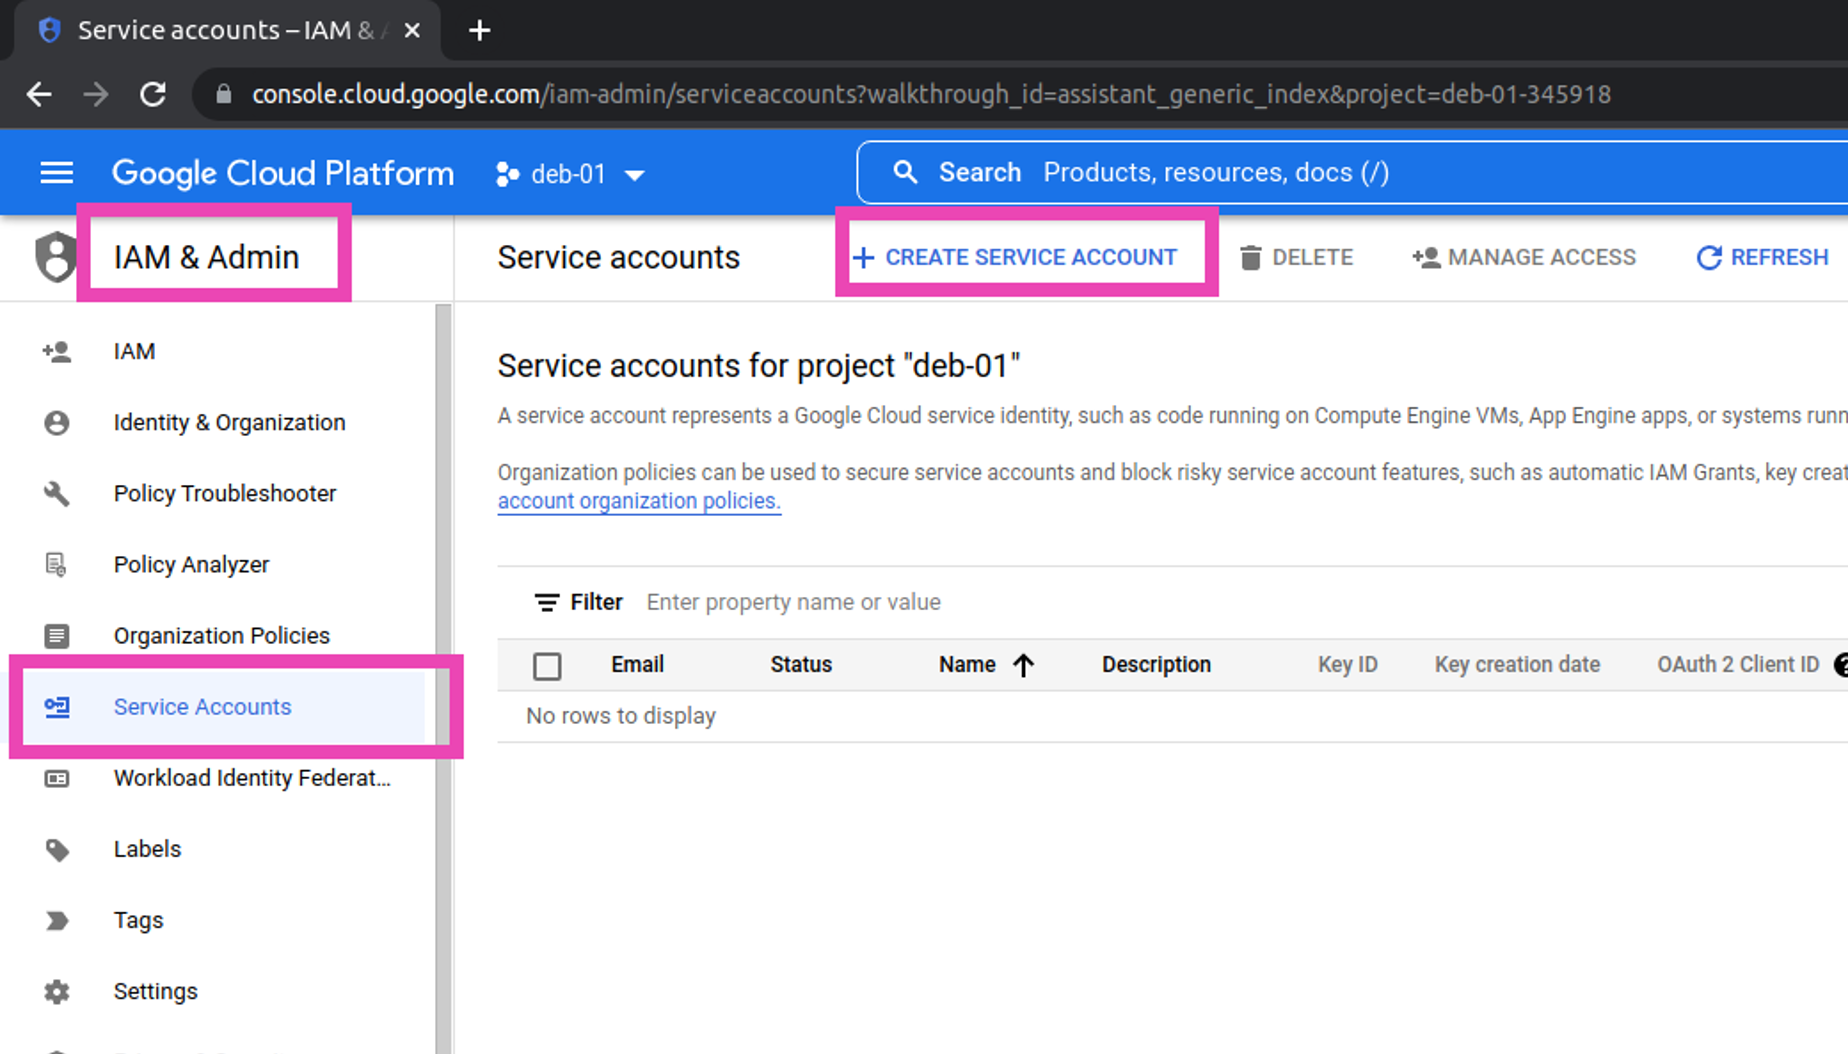 Service accounts – IAM & A
console.cloud.google.com/iam-admin/serviceaccounts?walkthrough_id=assistant_generic_index&project=deb-01-345918
Google Cloud Platform
deb-01
Search Products, resources, docs (/)
IAM & Admin
Service accounts
CREATE SERVICE ACCOUNT
DELETE
MANAGE ACCESS
REFRESH
IAM
Identity & Organization
Policy Troubleshooter
Policy Analyzer
Organization Policies
Service Accounts
Workload Identity Federat...
Labels
Tags
Settings
Service accounts for project "deb-01"
A service account represents a Google Cloud service identity, such as code running on Compute Engine VMs, App Engine apps, or systems runn
Organization policies can be used to secure service accounts and block risky service account features, such as automatic IAM Grants, key creat
account organization policies.
Filter Enter property name or value
Email Status Name Description Key ID Key creation date OAuth 2 Client ID
No rows to display